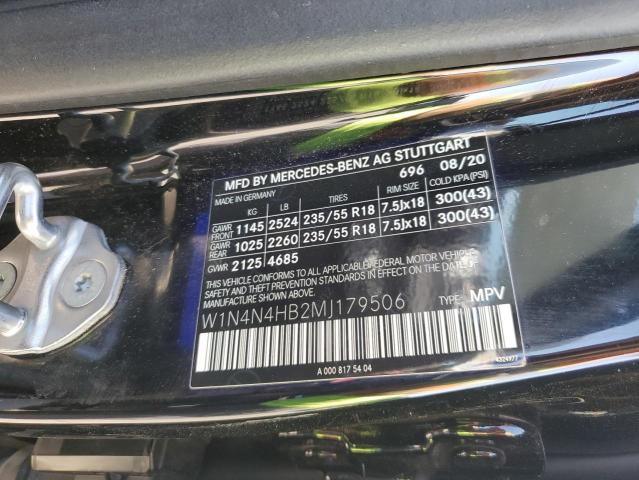 MFD BY MERCEDES-BENZ AG STUTTGART
MADE IN GERMANY 696 08/20
KG LB TIRES RIM SIZE COLD KPA(PSI)
GAWR FRONT 1145 2524 235/55 R18 7.5Jx18 300(43)
GAWR REAR 1025 2260 235/55 R18 7.5Jx18 300(43)
GVWR 2125 4685
THIS VEHICLE CONFORMS TO ALL APPLICABLE FEDERAL MOTOR VEHICLE
SAFETY THEFT PREVENTION AND BUMPER STANDARDS IN EFFECT
ON THE DATE OF MANUFACTURE SHOWN ABOVE.
W1N4N4HB2MJ179506 TYPE: MPV
A 000 817 54 04